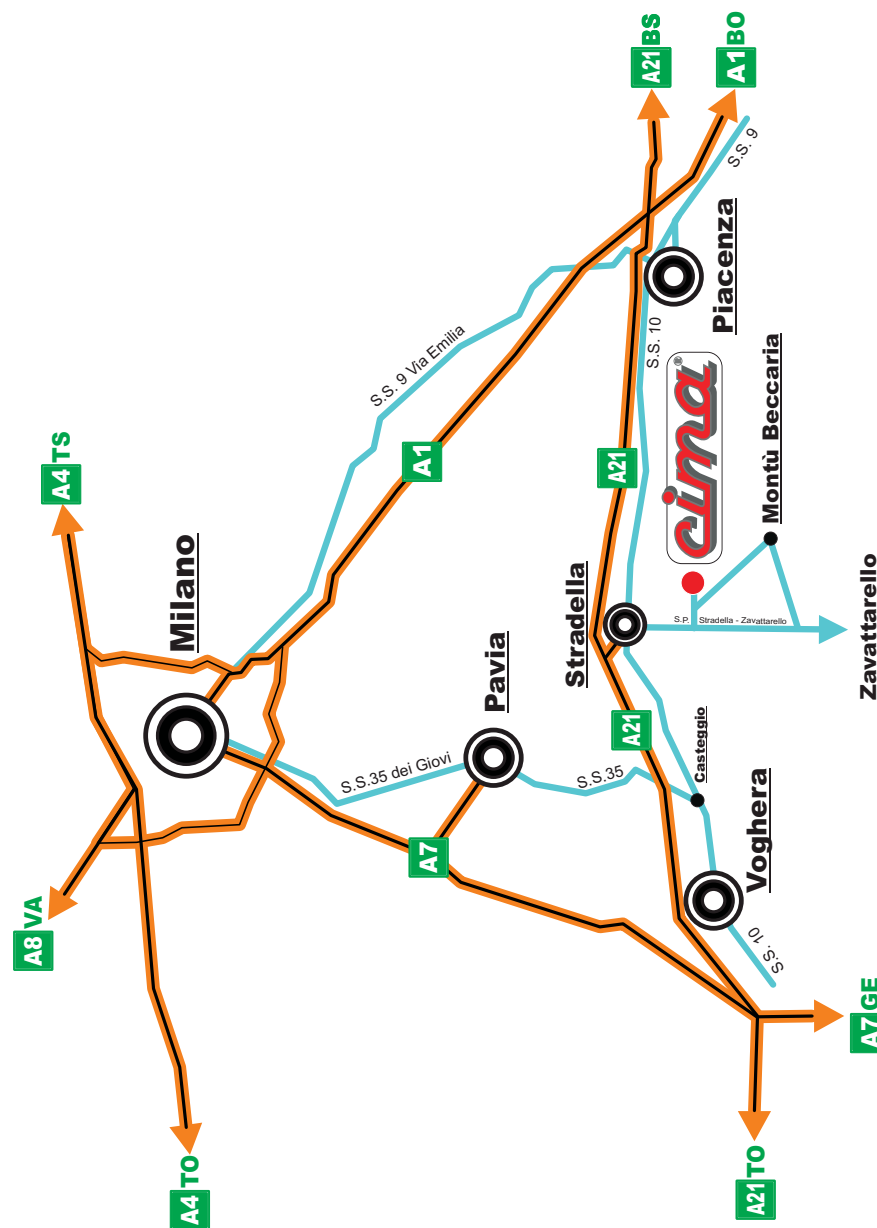 A4 TS
A8 VA
A4 TO
Milano
S.S. 9 Via Emilia
A1
S.S.35 dei Giovi
Pavia
A7
S.S.35
A21 BS
A1 BO
S.S. 9
Piacenza
S.S. 10
A21
cima®
Stradella
A21
Montù Beccaria
S.P. Stradella - Zavattarello
Zavattarello
Casteggio
Voghera
S.S. 10
A7 GE
A21 TO